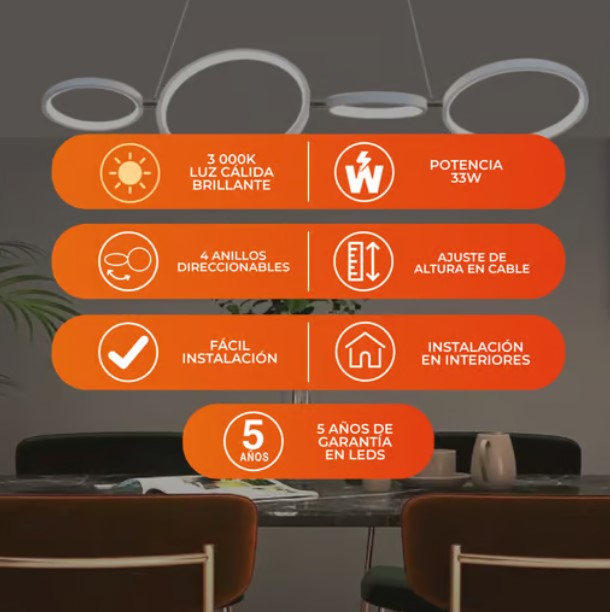 3 000K
LUZ CÁLIDA
BRILLANTE
W
POTENCIA
33W
4 ANILLOS
DIRECCIONABLES
AJUSTE DE
ALTURA EN CABLE
FÁCIL
INSTALACIÓN
INSTALACIÓN
EN INTERIORES
5
AÑOS
5 AÑOS DE
GARANTÍA
EN LEDS